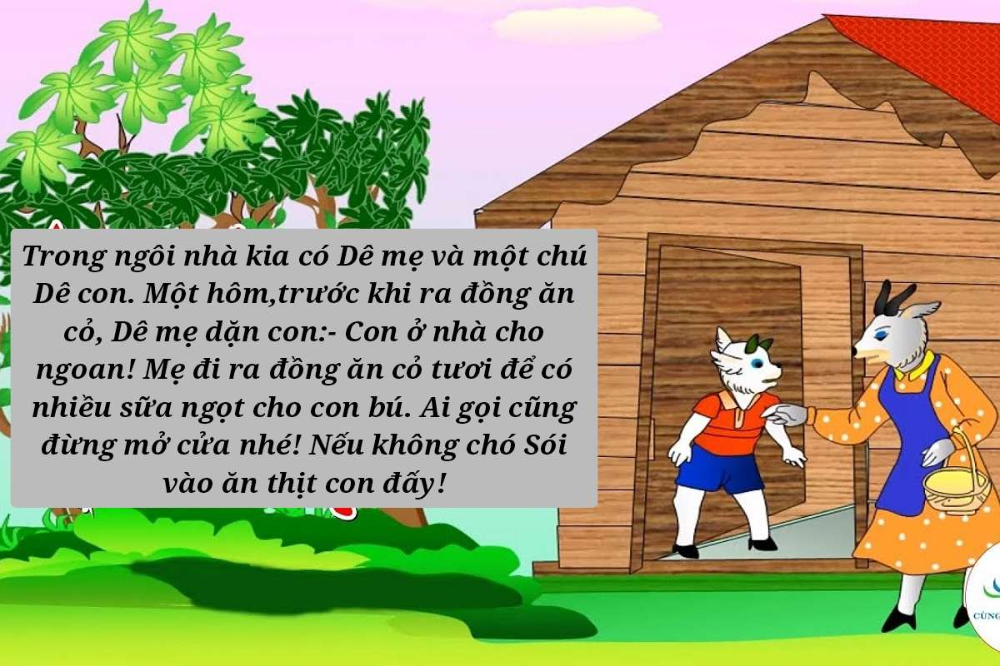 Trong ngôi nhà kia có Dê mẹ và một chú
Dê con. Một hôm,trước khi ra đồng ăn
cỏ, Dê mẹ dặn con:- Con ở nhà cho
ngoan! Mẹ đi ra đồng ăn cỏ tươi để có
nhiều sữa ngọt cho con bú. Ai gọi cũng
đừng mở cửa nhé! Nếu không chó Sói
vào ăn thịt con đấy!
CÙNG